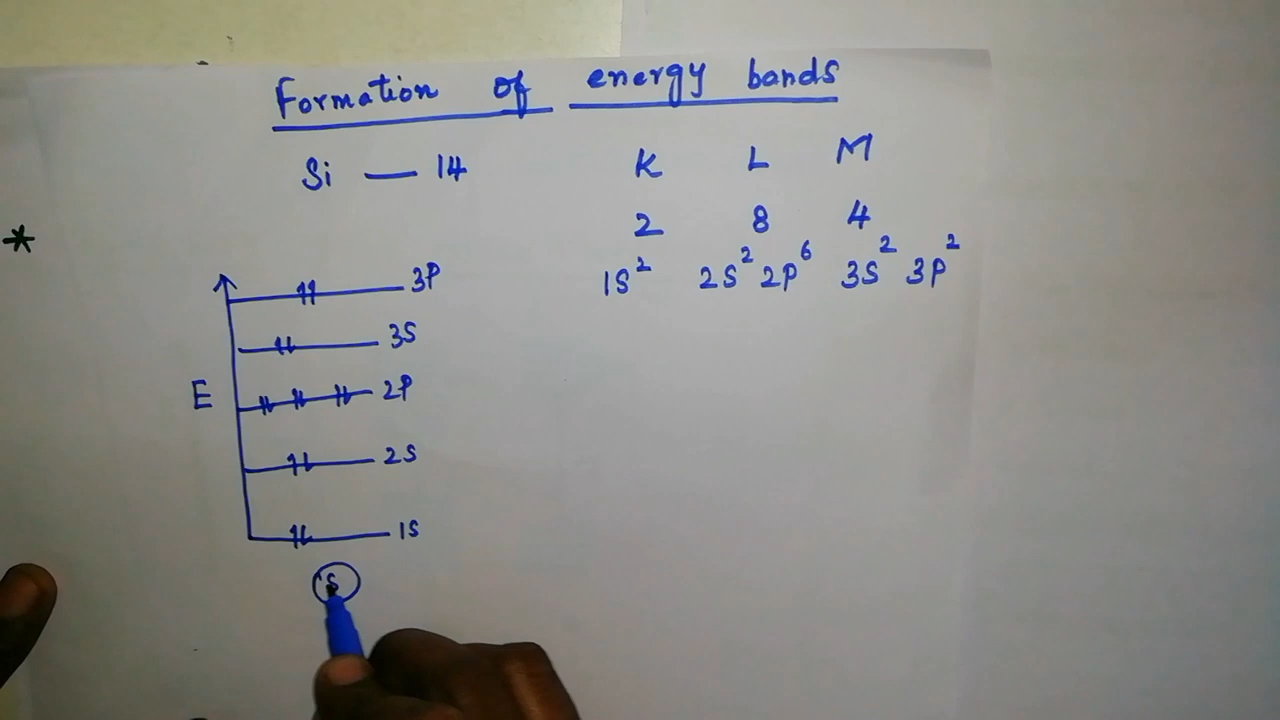 Formation of energy bands
Si — 14 K L M
2 8 4
1S² 2S² 2P⁶ 3S² 3P²
3P
3S
E 2P
2S
1S
S
*